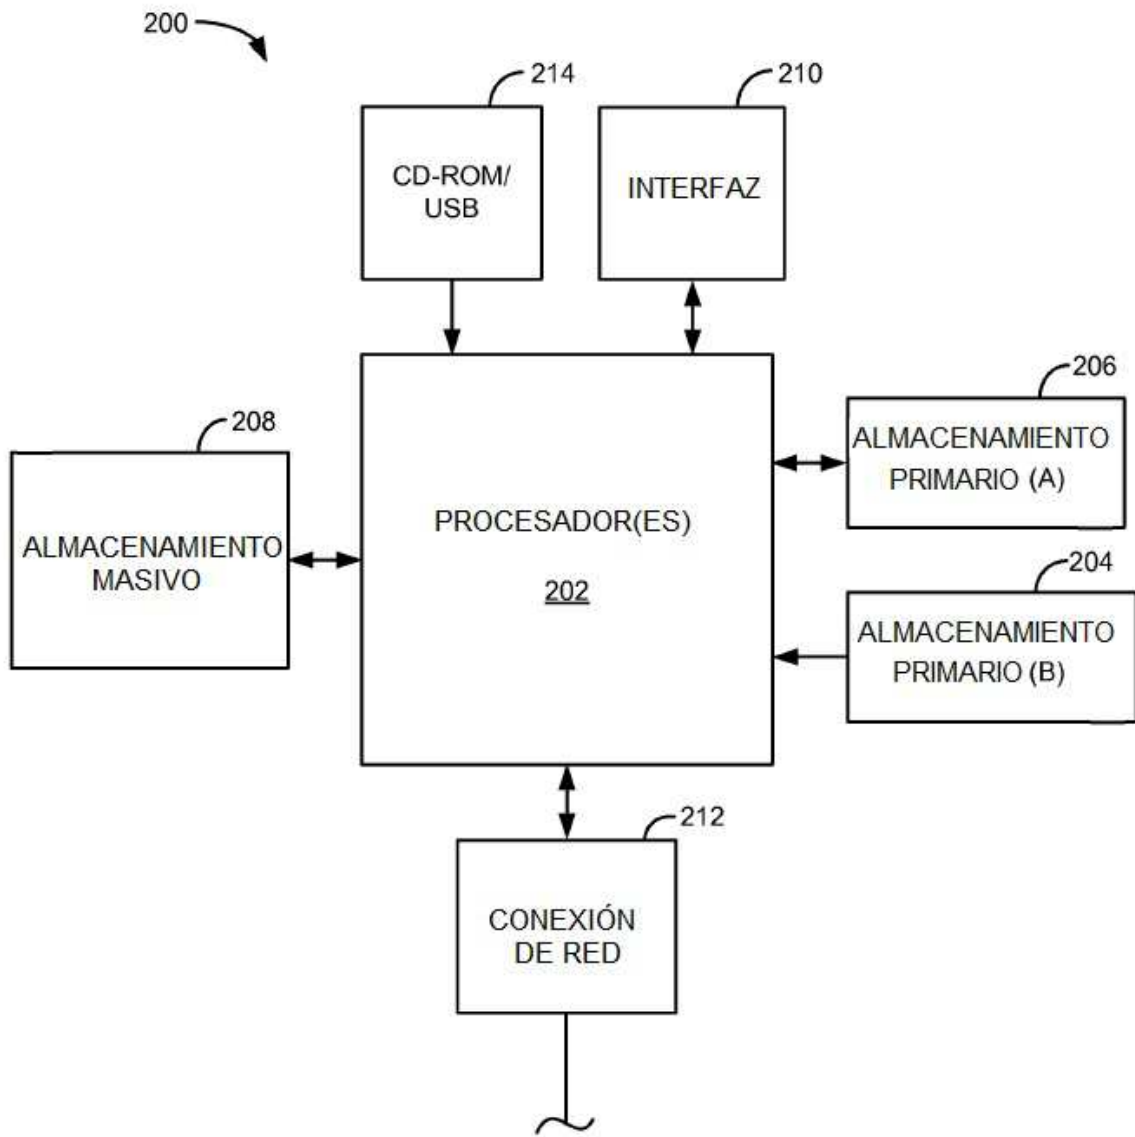 200
214
210
CD-ROM/
USB
INTERFAZ
206
208
ALMACENAMIENTO
PRIMARIO (A)
ALMACENAMIENTO
MASIVO
PROCESADOR(ES)
202
204
ALMACENAMIENTO
PRIMARIO (B)
212
CONEXIÓN
DE RED